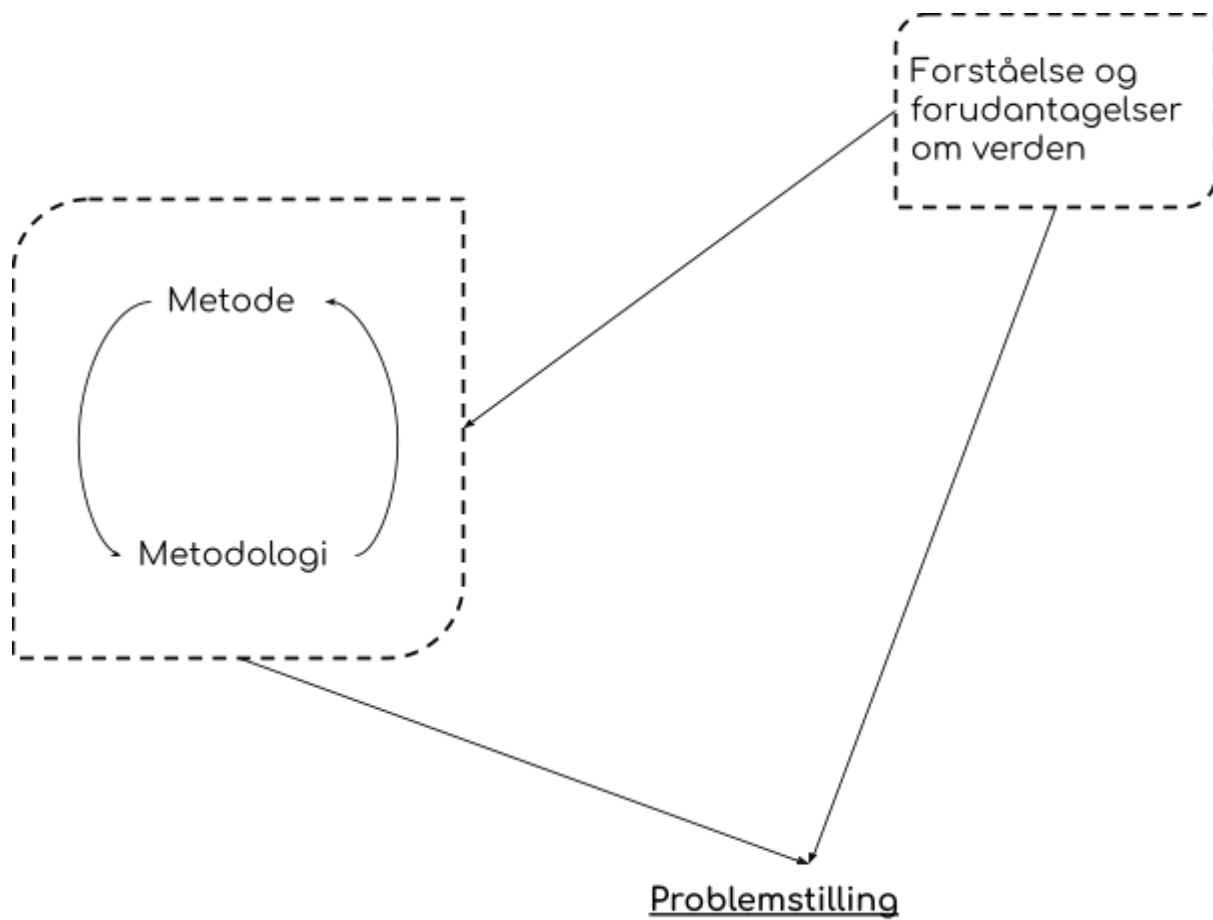 Forståelse og
forudantagelser
om verden
Metode
Metodologi
Problemstilling